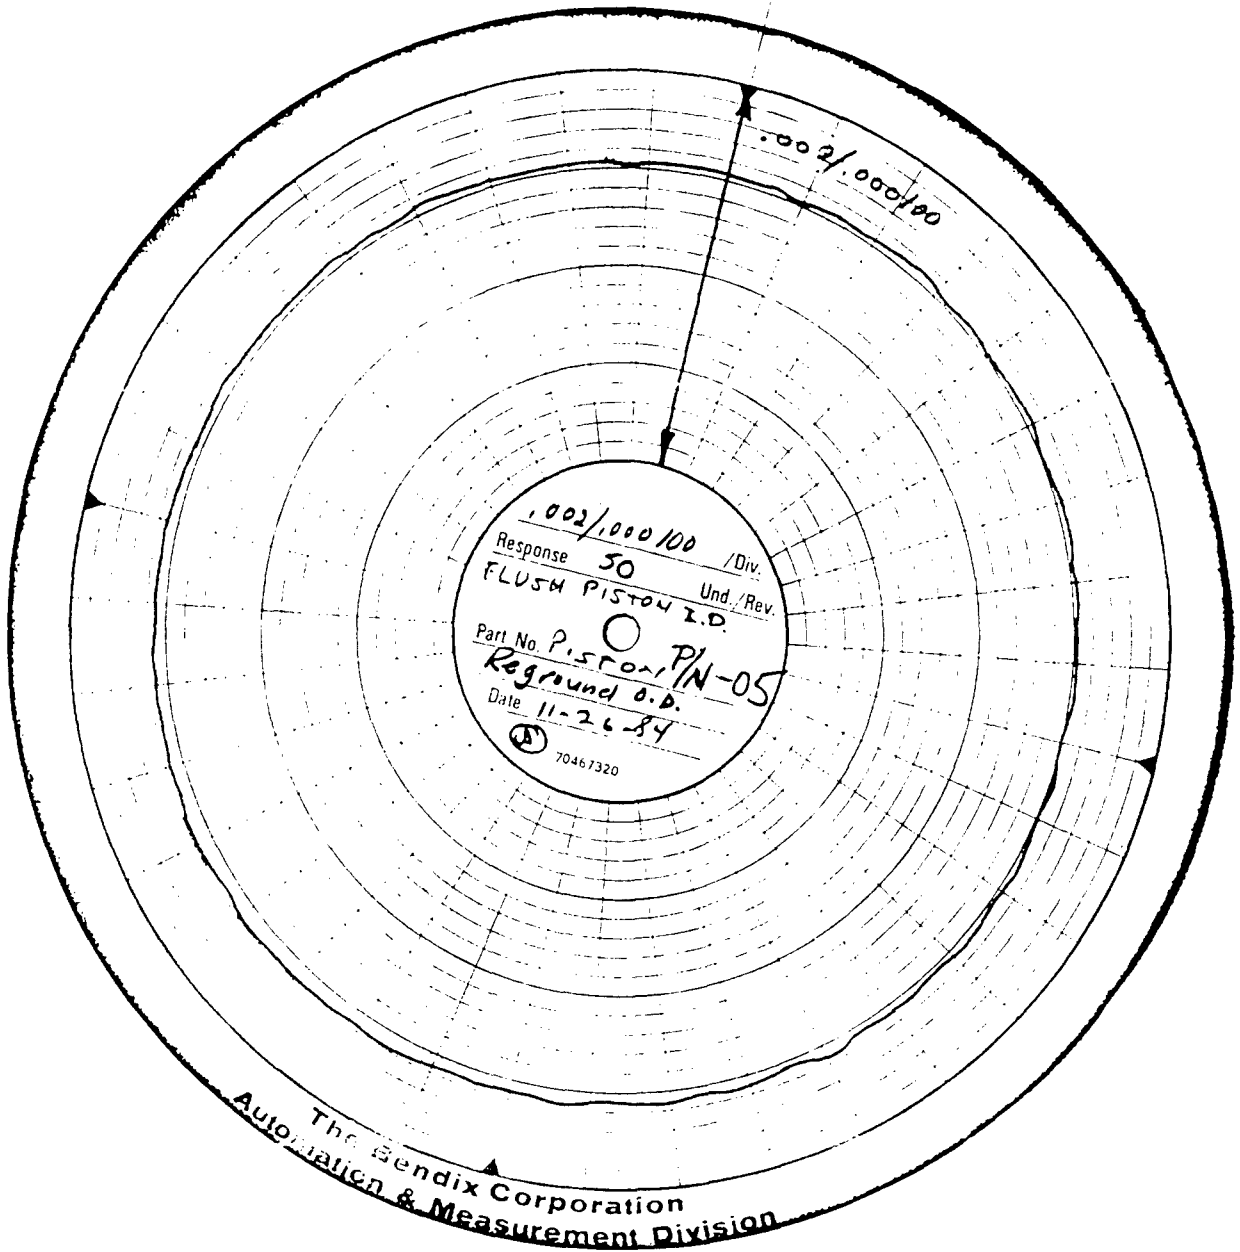 .002/.000100
.002/.000100 /Div.
Response 50 Und./Rev.
FLUSH PISTON I.D.
Part No. Piston, P/N-05
Reground O.D.
Date 11-26-84
70467320
The Bendix Corporation
Automation & Measurement Division